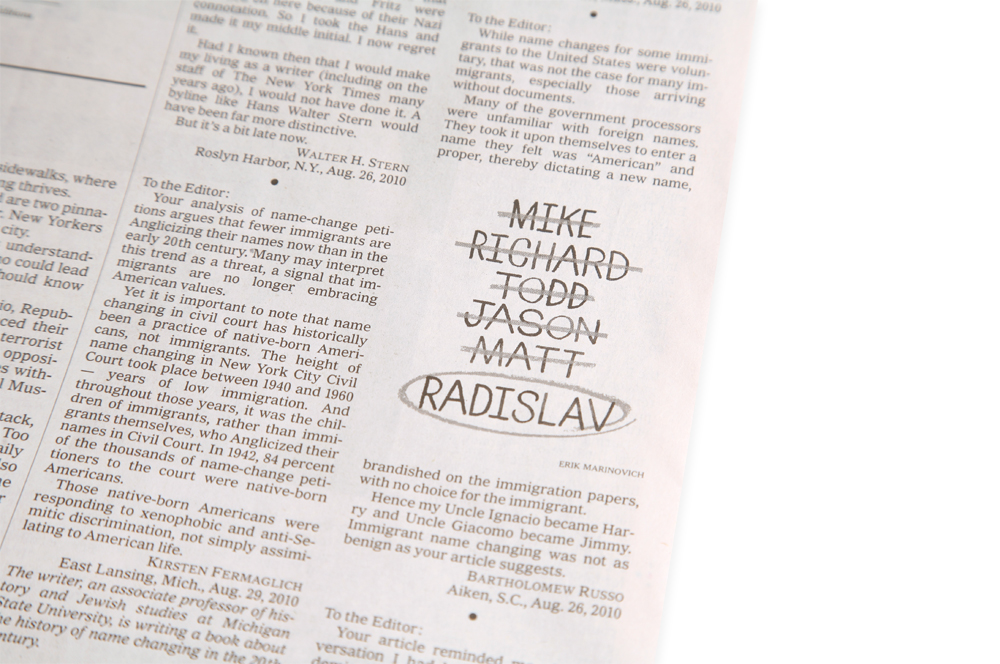 sidewalks, where
ng thrives.
are two pinna-
New Yorkers
city.
understand-
o could lead
hould know
io, Repub-
ced their
terrorist
opposi-
s with-
l Mus-
tack,
Too
aily
so
e
r
connotation. So I took the Hans and
made it my middle initial. I now regret
it.
Had I known then that I would make
my living as a writer (including on the
staff of The New York Times many
years ago), I would not have done it. A
byline like Hans Walter Stern would
have been far more distinctive.
But it's a bit late now.
WALTER H. STERN
Roslyn Harbor, N.Y., Aug. 26, 2010
•
To the Editor:
Your analysis of name-change peti-
tions argues that fewer immigrants are
Anglicizing their names now than in the
early 20th century. Many may interpret
this trend as a threat, a signal that im-
migrants are no longer embracing
American values.
Yet it is important to note that name
changing in civil court has historically
been a practice of native-born Ameri-
cans, not immigrants. The height of
name changing in New York City Civil
Court took place between 1940 and 1960
— years of low immigration. And
throughout those years, it was the chil-
dren of immigrants, rather than immi-
grants themselves, who Anglicized their
names in Civil Court. In 1942, 84 percent
of the thousands of name-change peti-
tioners to the court were native-born
Americans.
Those native-born Americans were
responding to xenophobic and anti-Se-
mitic discrimination, not simply assimi-
lating to American life.
KIRSTEN FERMAGLICH
East Lansing, Mich., Aug. 29, 2010
The writer, an associate professor of his-
tory and Jewish studies at Michigan
State University, is writing a book about
he history of name changing in the 20th
ntury.
Aug. 26, 2010
•
To the Editor:
While name changes for some immi-
grants to the United States were volun-
tary, that was not the case for many im-
migrants, especially those arriving
without documents.
Many of the government processors
were unfamiliar with foreign names.
They took it upon themselves to enter a
name they felt was “American” and
proper, thereby dictating a new name,
MIKE
RICHARD
TODD
JASON
MATT
RADISLAV
ERIK MARINOVICH
brandished on the immigration papers,
with no choice for the immigrant.
Hence my Uncle Ignacio became Har-
ry and Uncle Giacomo became Jimmy.
Immigrant name changing was not as
benign as your article suggests.
BARTHOLOMEW RUSSO
Aiken, S.C., Aug. 26, 2010
•
To the Editor:
Your article reminded
versation I had